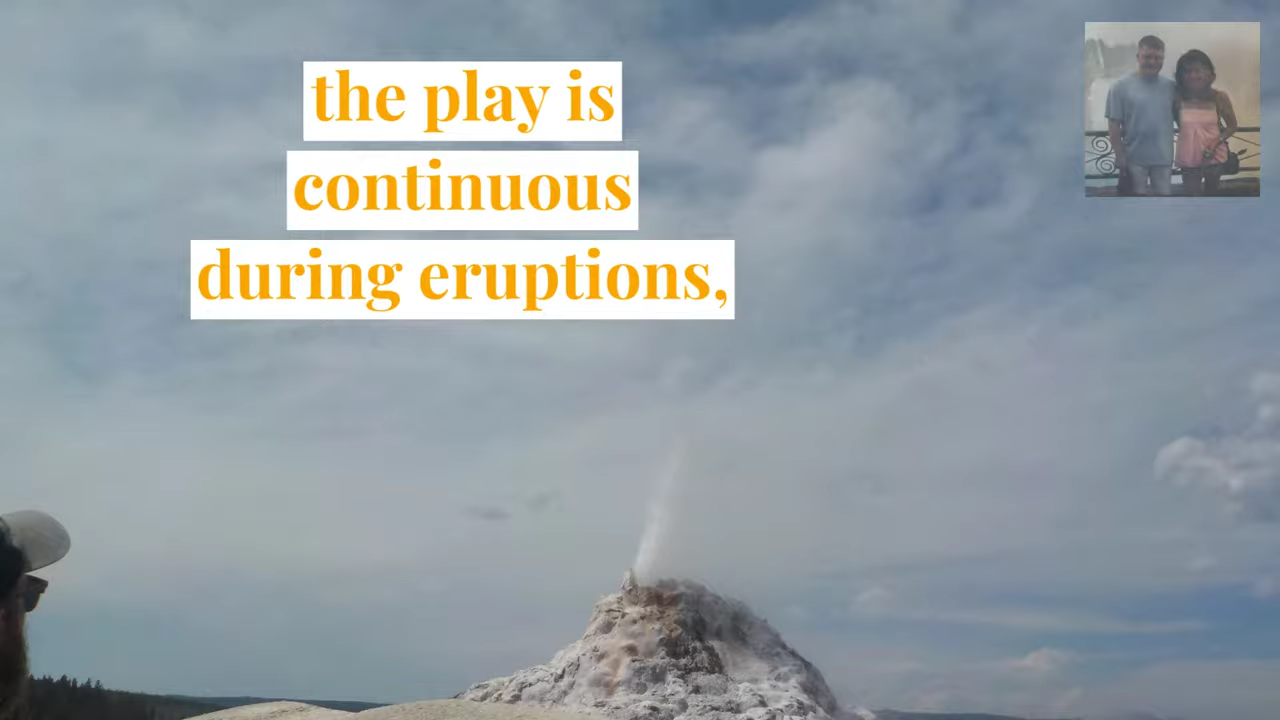 the play is
continuous
during eruptions,